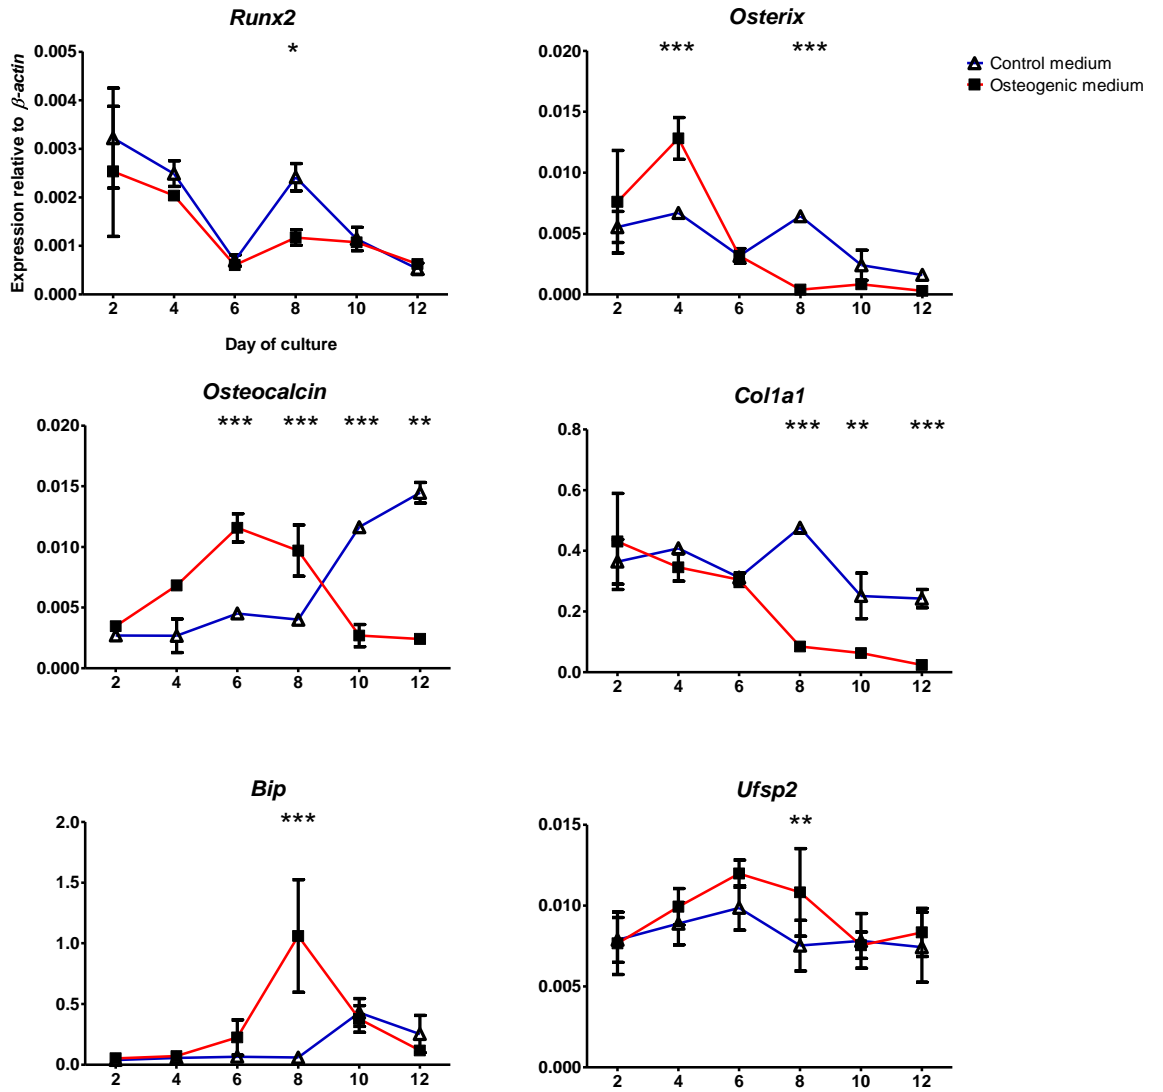 Runx2
*
0.005
0.004
0.003
0.002
0.001
0.000
Expression relative to β-actin
2 4 6 8 10 12
Day of culture
Osterix
*** ***
0.020
0.015
0.010
0.005
0.000
2 4 6 8 10 12
Control medium
Osteogenic medium
Osteocalcin
*** *** *** **
0.020
0.015
0.010
0.005
0.000
2 4 6 8 10 12
Col1a1
*** ** ***
0.8
0.6
0.4
0.2
0.0
2 4 6 8 10 12
Bip
***
2.0
1.5
1.0
0.5
0.0
2 4 6 8 10 12
Ufsp2
**
0.015
0.010
0.005
0.000
2 4 6 8 10 12